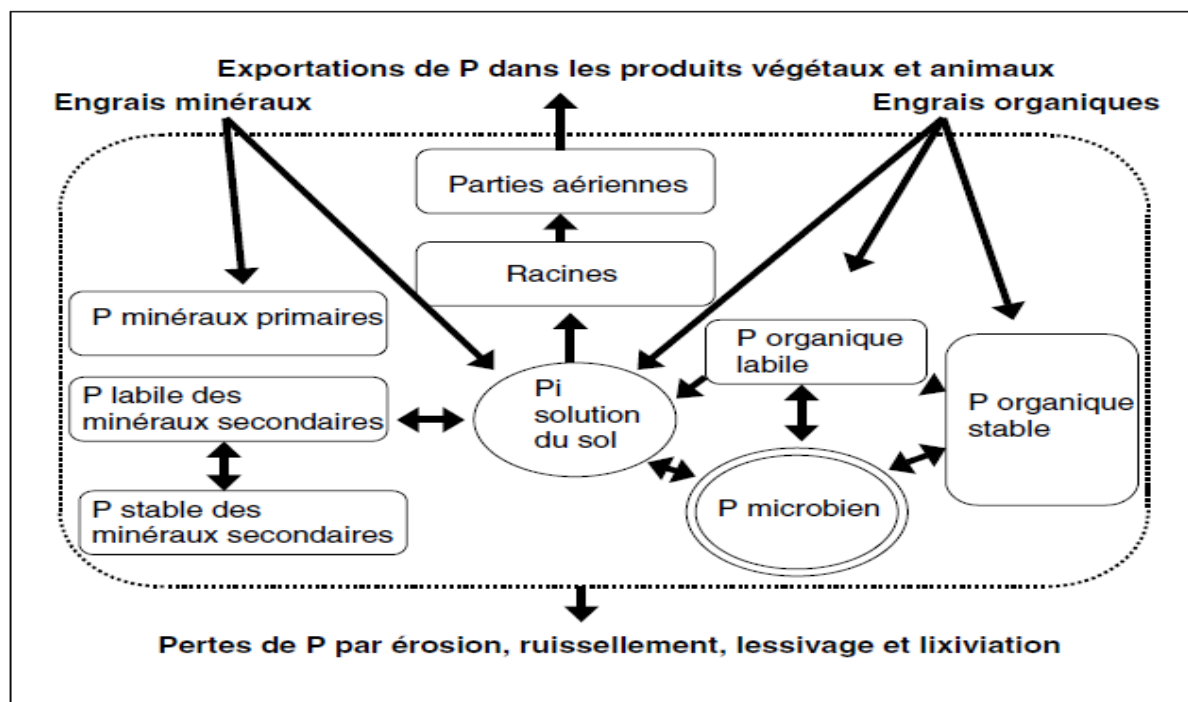 Exportations de P dans les produits végétaux et animaux
Engrais minéraux
Engrais organiques
Parties aériennes
Racines
P minéraux primaires
P organique
labile
P labile des
minéraux secondaires
Pi
solution
du sol
P organique
stable
P stable des
minéraux secondaires
P microbien
Pertes de P par érosion, ruissellement, lessivage et lixiviation